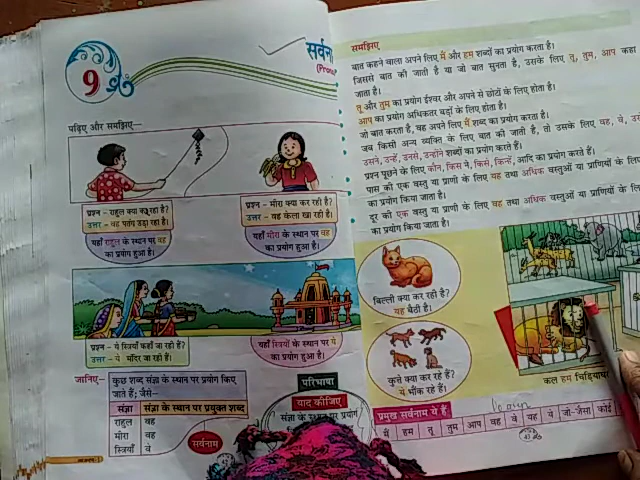 9
सर्वना
पढ़िए और समझिए—
प्रश्न – राहुल क्या कर रहा है?
उत्तर – वह पतंग उड़ा रहा है।
यहाँ राहुल के स्थान पर वह
का प्रयोग हुआ है।
प्रश्न – मीरा क्या कर रही है?
उत्तर – वह केला खा रही है।
यहाँ मीरा के स्थान पर वह
का प्रयोग हुआ है।
प्रश्न – ये स्त्रियाँ कहाँ जा रही हैं?
उत्तर – ये मंदिर जा रही हैं।
यहाँ स्त्रियों के स्थान पर ये
का प्रयोग हुआ है।
जानिए–
कुछ शब्द संज्ञा के स्थान पर प्रयोग किए
जाते हैं; जैसे–
संज्ञा संज्ञा के स्थान पर प्रयुक्त शब्द
राहुल वह
मीरा वह
स्त्रियाँ वे
सर्वनाम
परिभाषा
याद कीजिए
संज्ञा के स्थान पर प्रयोग
समझिए
बात कहने वाला अपने लिए मैं और हम शब्दों का प्रयोग करता है।
जिससे बात की जाती है या जो बात सुनता है, उसके लिए तू, तुम, आप कहा
जाता है।
तू और तुम का प्रयोग ईश्वर और अपने से छोटों के लिए होता है।
आप का प्रयोग अधिकतर बड़ों के लिए होता है।
जो बात करता है, वह अपने लिए मैं शब्द का प्रयोग करता है।
जब किसी अन्य व्यक्ति के लिए बात की जाती है, तो उसके लिए वह, वे,
उसने, उन्हें, उनसे, उन्होंने शब्दों का प्रयोग करते हैं।
प्रश्न पूछने के लिए कौन, किस ने, किसे, किन्हें, आदि का प्रयोग करते हैं।
पास की एक वस्तु या प्राणी के लिए यह तथा अधिक वस्तुओं या प्राणियों के लिए
का प्रयोग किया जाता है।
दूर की एक वस्तु या प्राणी के लिए वह तथा अधिक वस्तुओं या प्राणियों के लिए
का प्रयोग किया जाता है।
बिल्ली क्या कर रही है?
यह बैठी है।
कुत्ते क्या कर रहे हैं?
ये भौंक रहे हैं।
कल हम चिड़िया
प्रमुख सर्वनाम ये हैं
मैं हम तू तुम आप वह वे यह ये जो-जैसा कोई